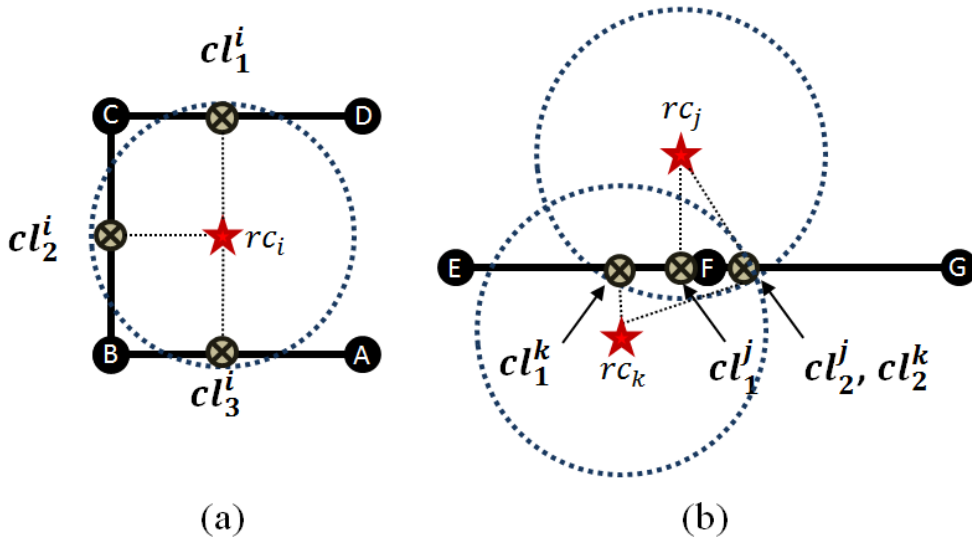 cl_1^i
C
D
cl_2^i
rc_i
B
A
cl_3^i
(a)
rc_j
E
F
G
cl_1^k
rc_k
cl_1^j
cl_2^j, cl_2^k
(b)